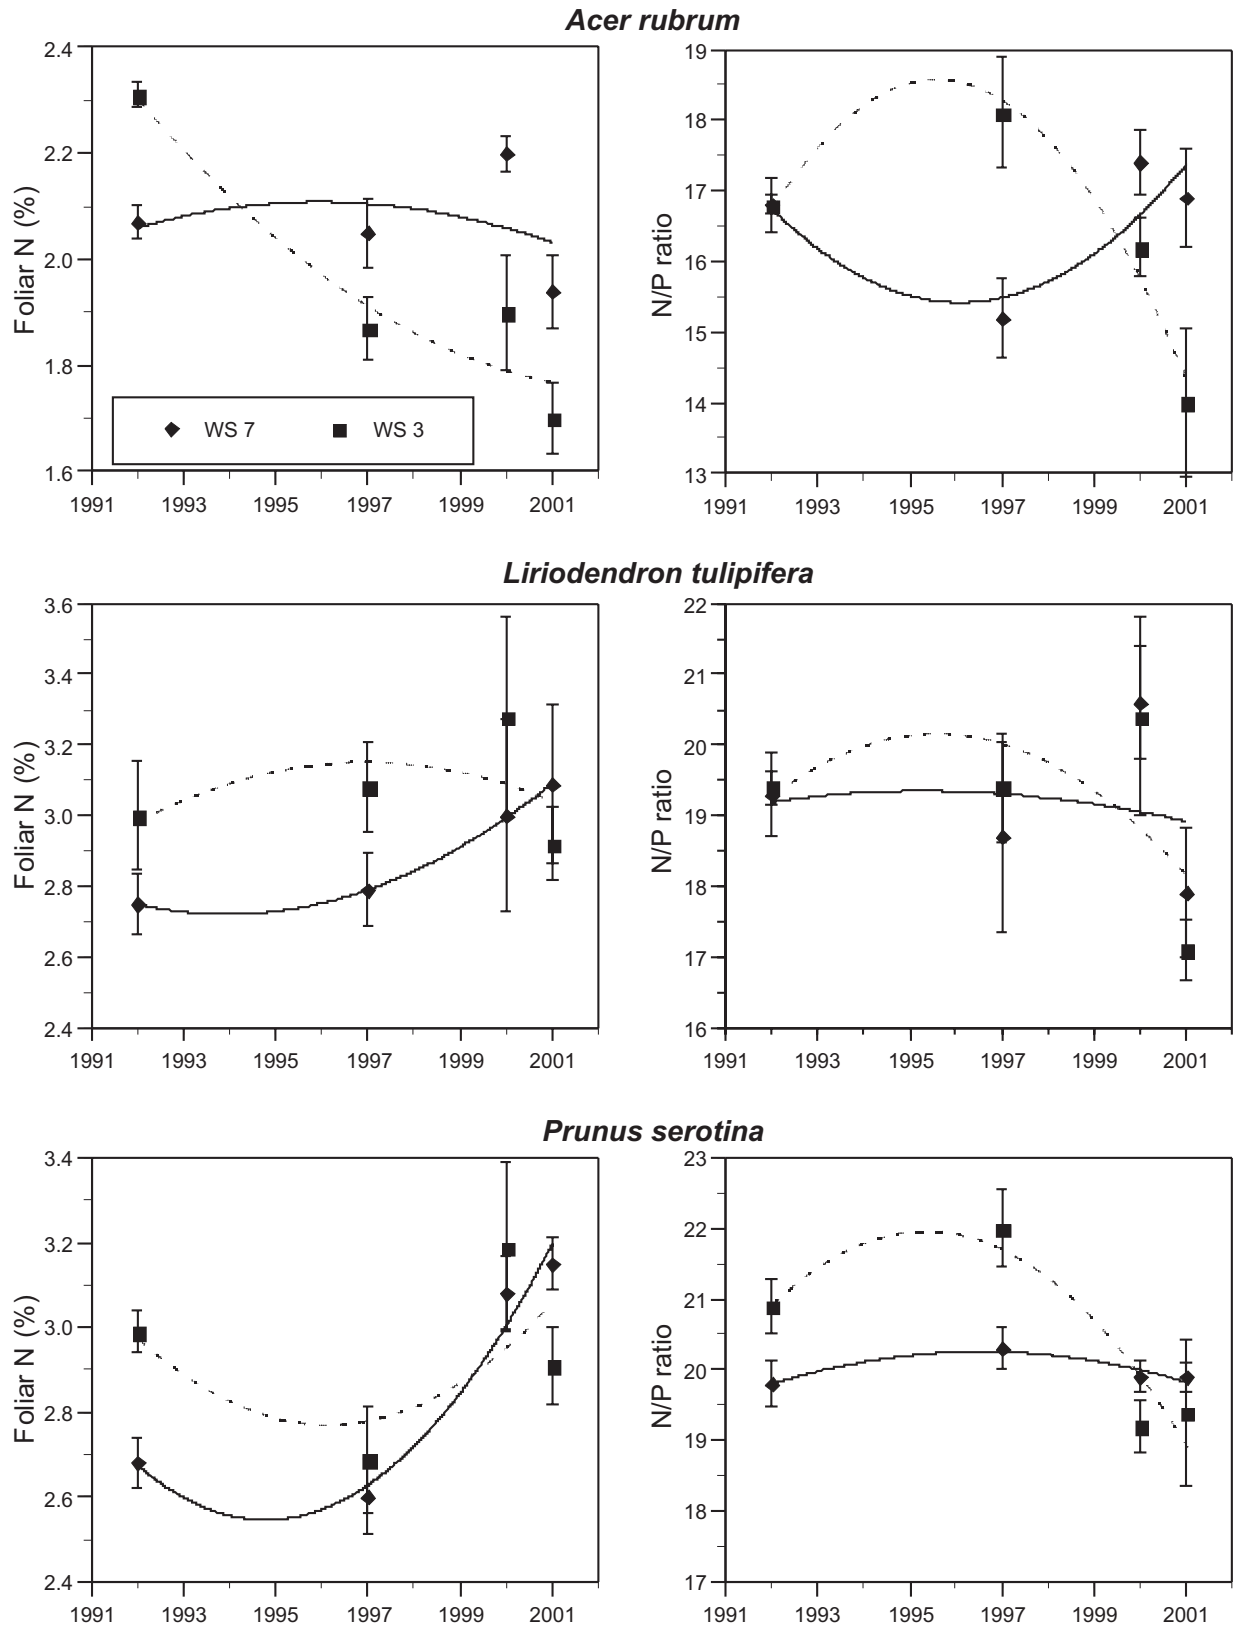 Acer rubrum
2.4
2.2
2.0
1.8
1.6
Foliar N (%)
WS 7 WS 3
1991 1993 1995 1997 1999 2001
19
18
17
16
15
14
13
N/P ratio
1991 1993 1995 1997 1999 2001
Liriodendron tulipifera
3.6
3.4
3.2
3.0
2.8
2.6
2.4
Foliar N (%)
1991 1993 1995 1997 1999 2001
22
21
20
19
18
17
16
N/P ratio
1991 1993 1995 1997 1999 2001
Prunus serotina
3.4
3.2
3.0
2.8
2.6
2.4
Foliar N (%)
1991 1993 1995 1997 1999 2001
23
22
21
20
19
18
17
N/P ratio
1991 1993 1995 1997 1999 2001